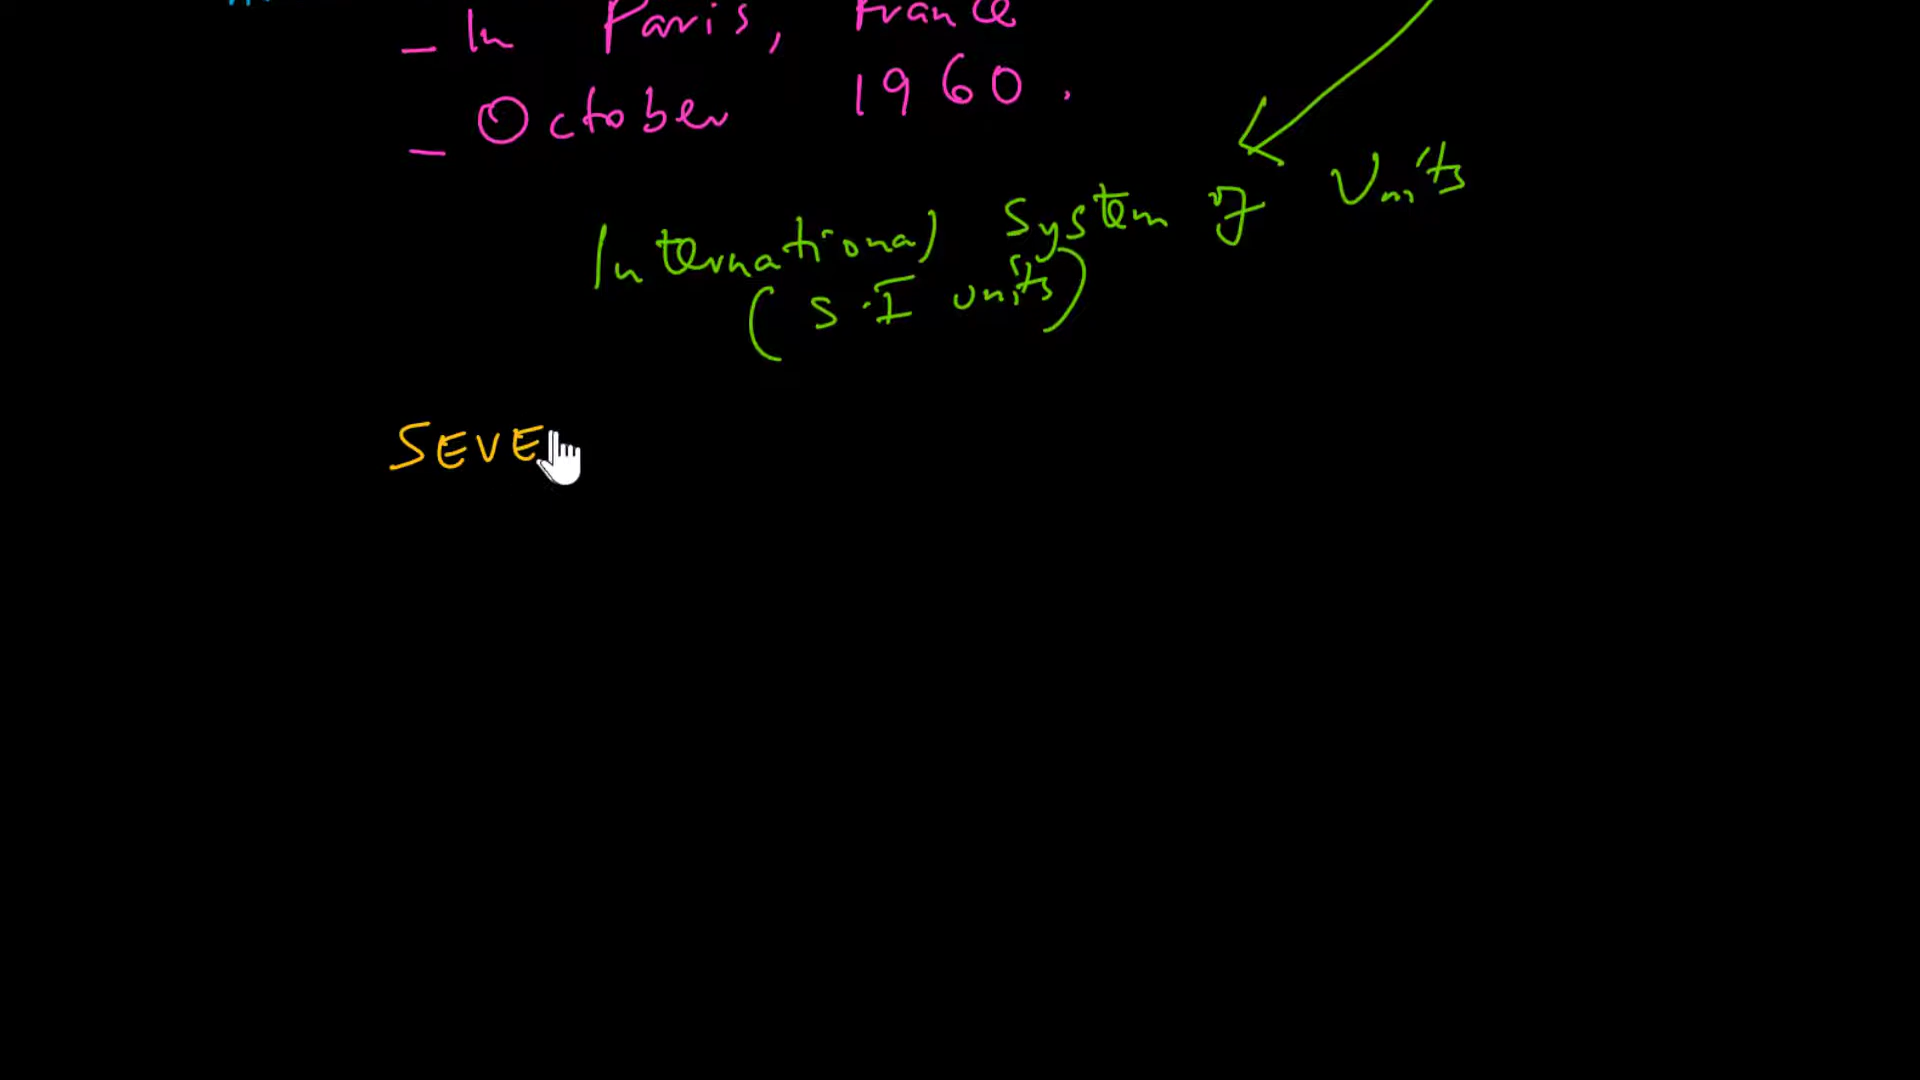 - In Paris, France
- October 1960.
International System of Units
(S.I units)
SEVE